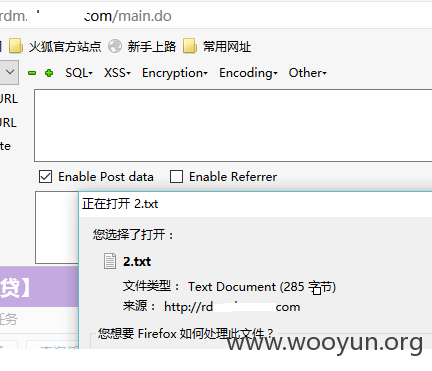 rdm. .com/main.do
火狐官方站点 新手上路 常用网址
SQL▾ XSS▾ Encryption▾ Encoding▾ Other▾
URL
URL
te
Enable Post data Enable Referrer
正在打开 2.txt
您选择了打开：
2.txt
文件类型： Text Document (285 字节)
贷】
来源： http://rd com
任务
您想要 Firefox 如何处理此文件？
www.wooyun.org